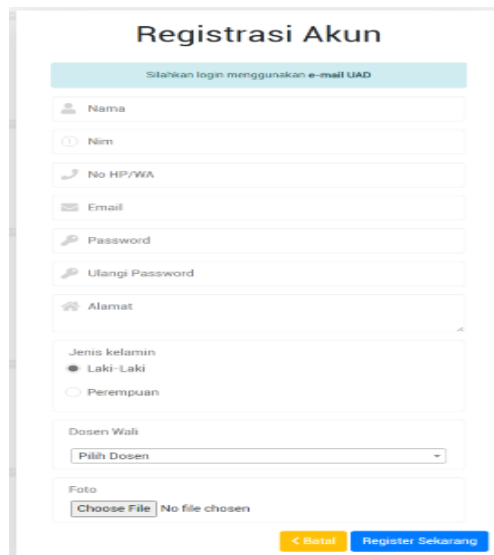 Registrasi Akun
Silahkan login menggunakan e-mail UAD
Nama
Nim
No HP/WA
Email
Password
Ulangi Password
Alamat
Jenis kelamin
Laki-Laki
Perempuan
Dosen Wali
Pilih Dosen
Foto
Choose File No file chosen
< Batal Register Sekarang